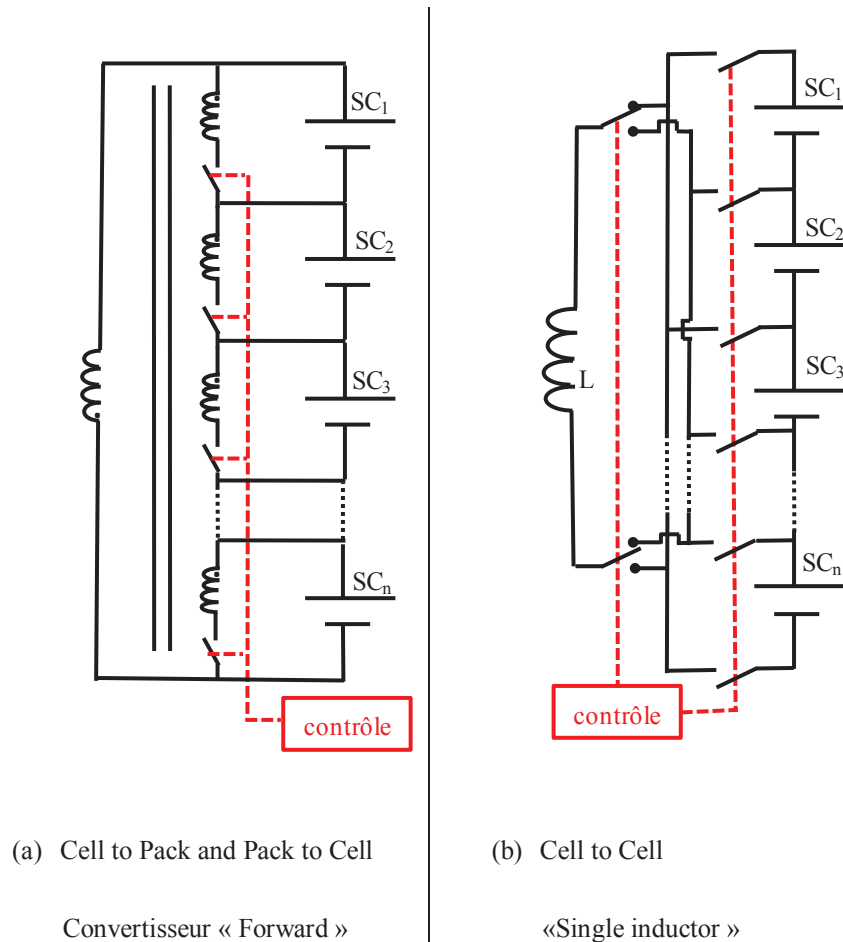 SC1
SC2
SC3
SCn
contrôle
(a) Cell to Pack and Pack to Cell
Convertisseur « Forward »
SC1
SC2
L
SC3
SCn
contrôle
(b) Cell to Cell
«Single inductor »